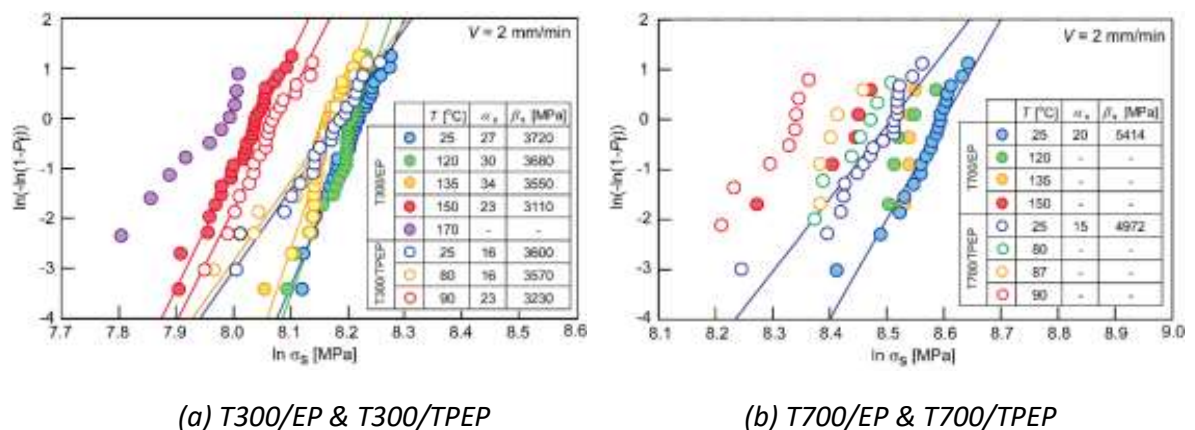 2
1
0
-1
-2
-3
-4
ln(-ln(1-Pf))
V = 2 mm/min
T [°C] αs βs [MPa]
T300/EP
25 27 3720
120 30 3680
135 34 3550
150 23 3110
170 - -
T300/TPEP
25 16 3600
80 16 3570
90 23 3230
7.7 7.8 7.9 8.0 8.1 8.2 8.3 8.4 8.5 8.6
ln σs [MPa]
2
1
0
-1
-2
-3
-4
ln(-ln(1-Pf))
V = 2 mm/min
T [°C] αs βs [MPa]
T700/EP
25 20 5414
120 - -
135 - -
150 - -
T700/TPEP
25 15 4972
80 - -
87 - -
90 - -
8.1 8.2 8.3 8.4 8.5 8.6 8.7 8.8 8.9 9.0
ln σs [MPa]
(a) T300/EP & T300/TPEP
(b) T700/EP & T700/TPEP